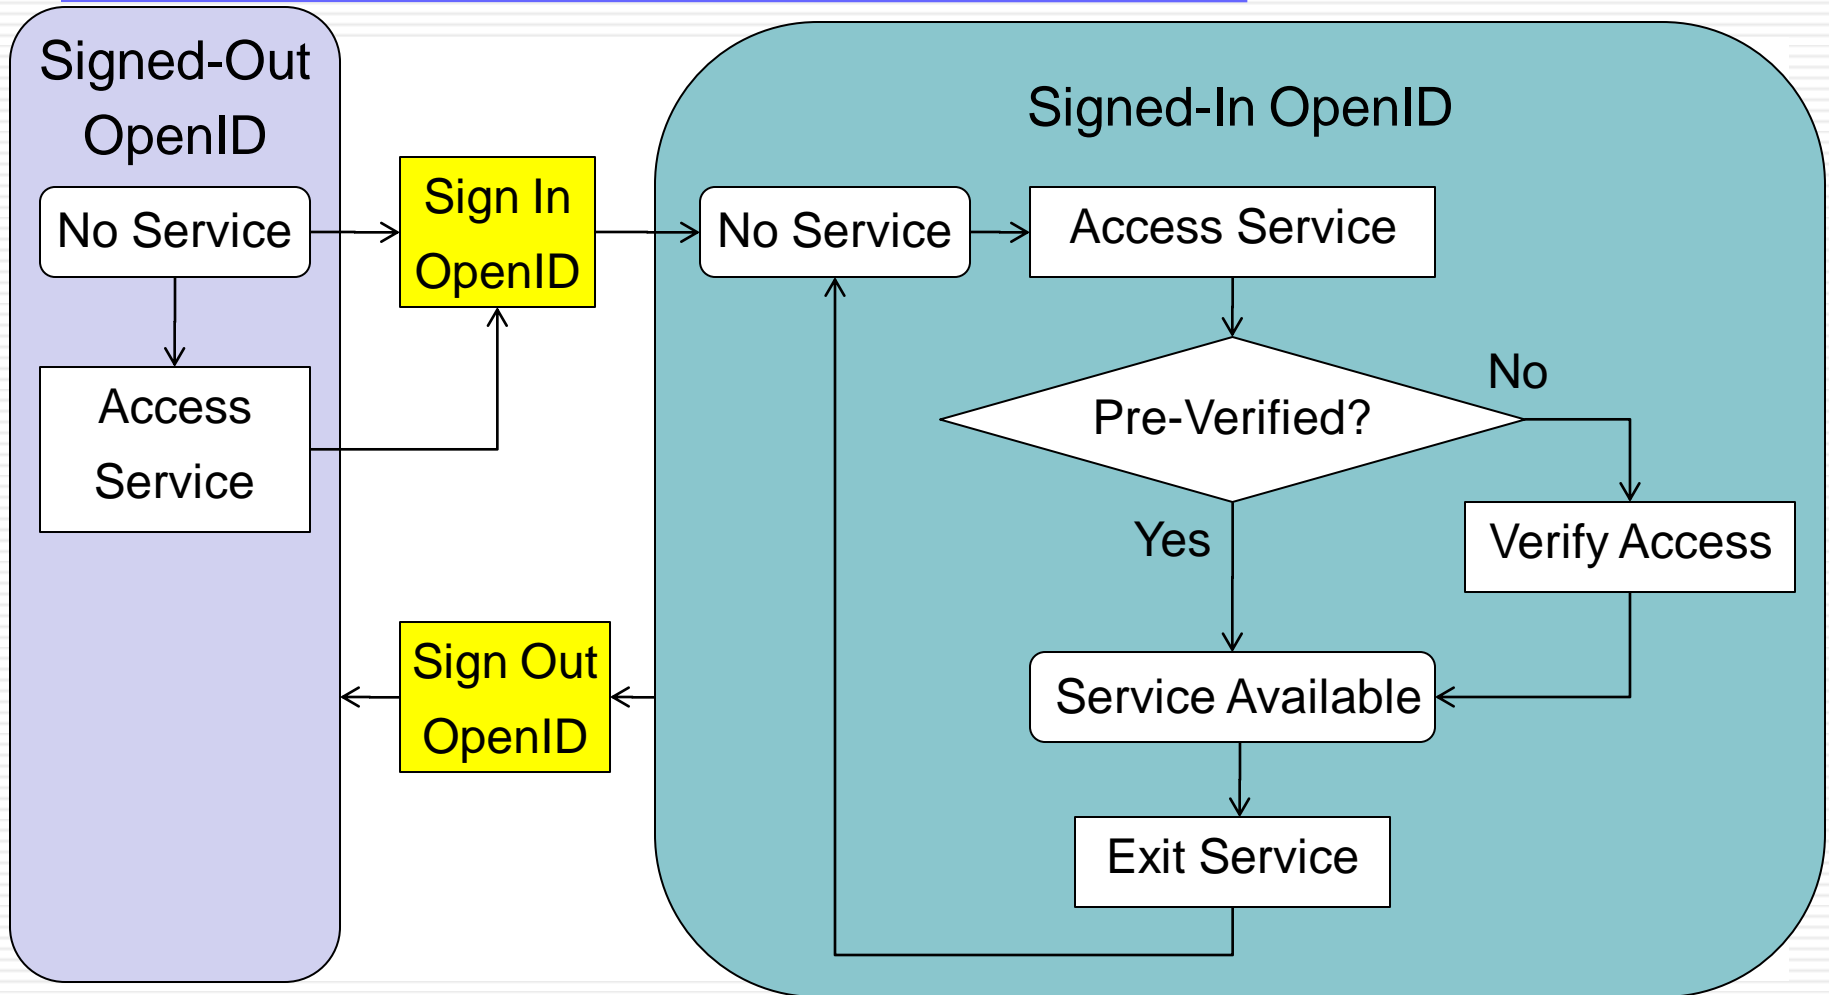 Signed-Out
OpenID
No Service
Access
Service
Sign In
OpenID
Sign Out
OpenID
Signed-In OpenID
No Service
Access Service
Pre-Verified?
No
Yes
Verify Access
Service Available
Exit Service